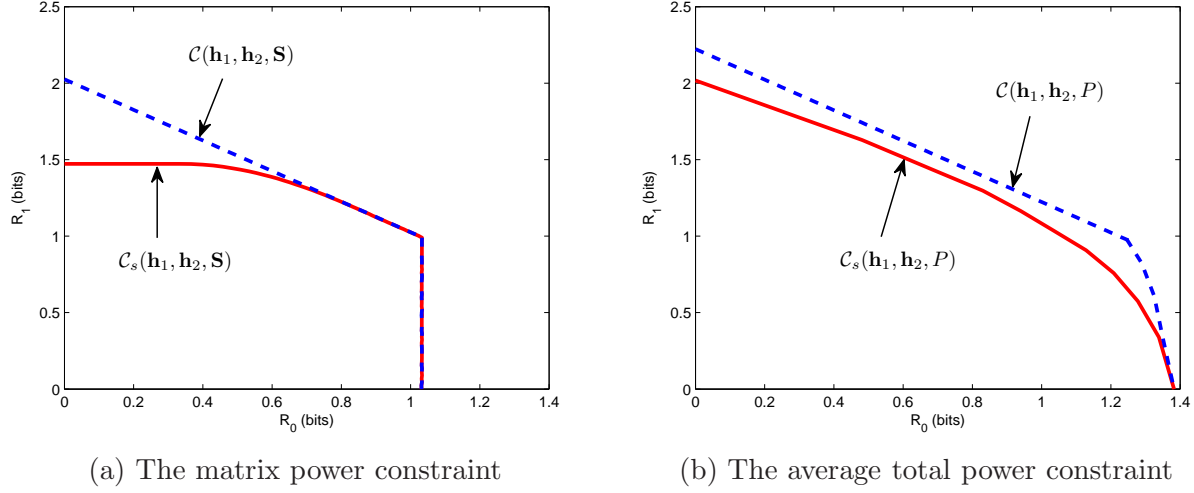 2.5
2
1.5
1
0.5
0
0 0.2 0.4 0.6 0.8 1 1.2 1.4
R₀ (bits)
R₁ (bits)
𝒞(h₁, h₂, S)
𝒞ₛ(h₁, h₂, S)
(a) The matrix power constraint
2.5
2
1.5
1
0.5
0
0 0.2 0.4 0.6 0.8 1 1.2 1.4
R₀ (bits)
R₁ (bits)
𝒞(h₁, h₂, P)
𝒞ₛ(h₁, h₂, P)
(b) The average total power constraint